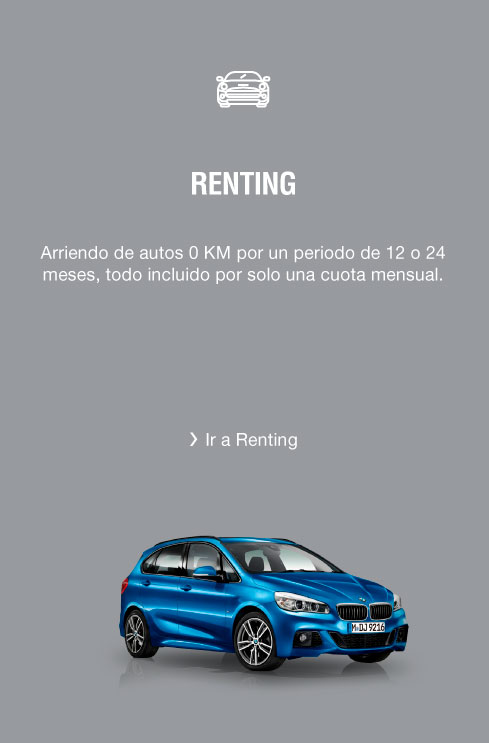 RENTING
Arriendo de autos 0 KM por un periodo de 12 o 24
meses, todo incluido por solo una cuota mensual.
❯ Ir a Renting
M DJ 9216